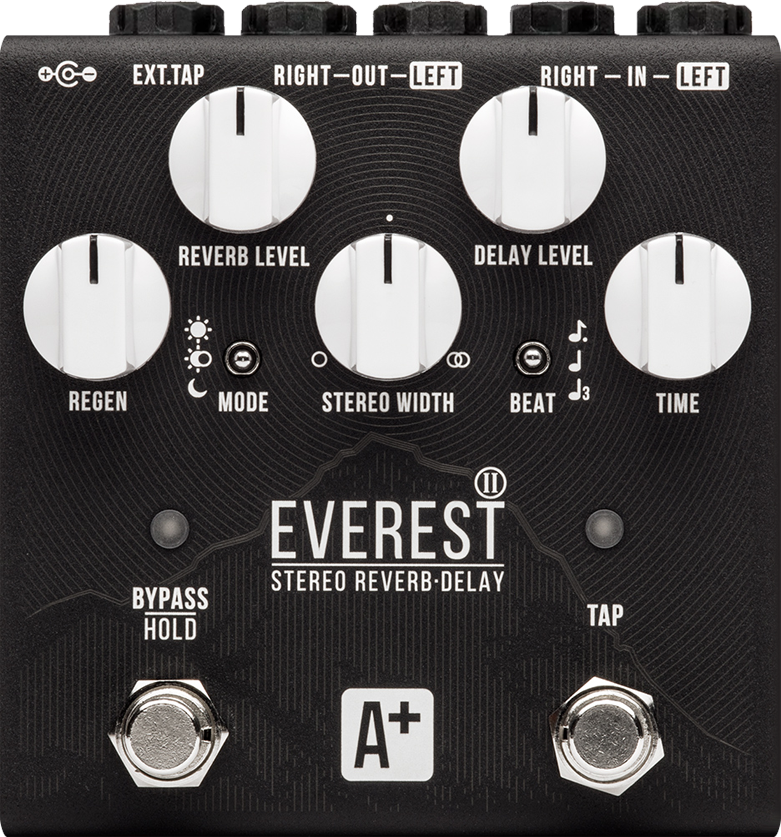 EXT.TAP
RIGHT—OUT—LEFT
RIGHT — IN — LEFT
REVERB LEVEL
DELAY LEVEL
REGEN
MODE
STEREO WIDTH
BEAT
3
TIME
II
EVEREST
STEREO REVERB·DELAY
BYPASS
HOLD
TAP
A+